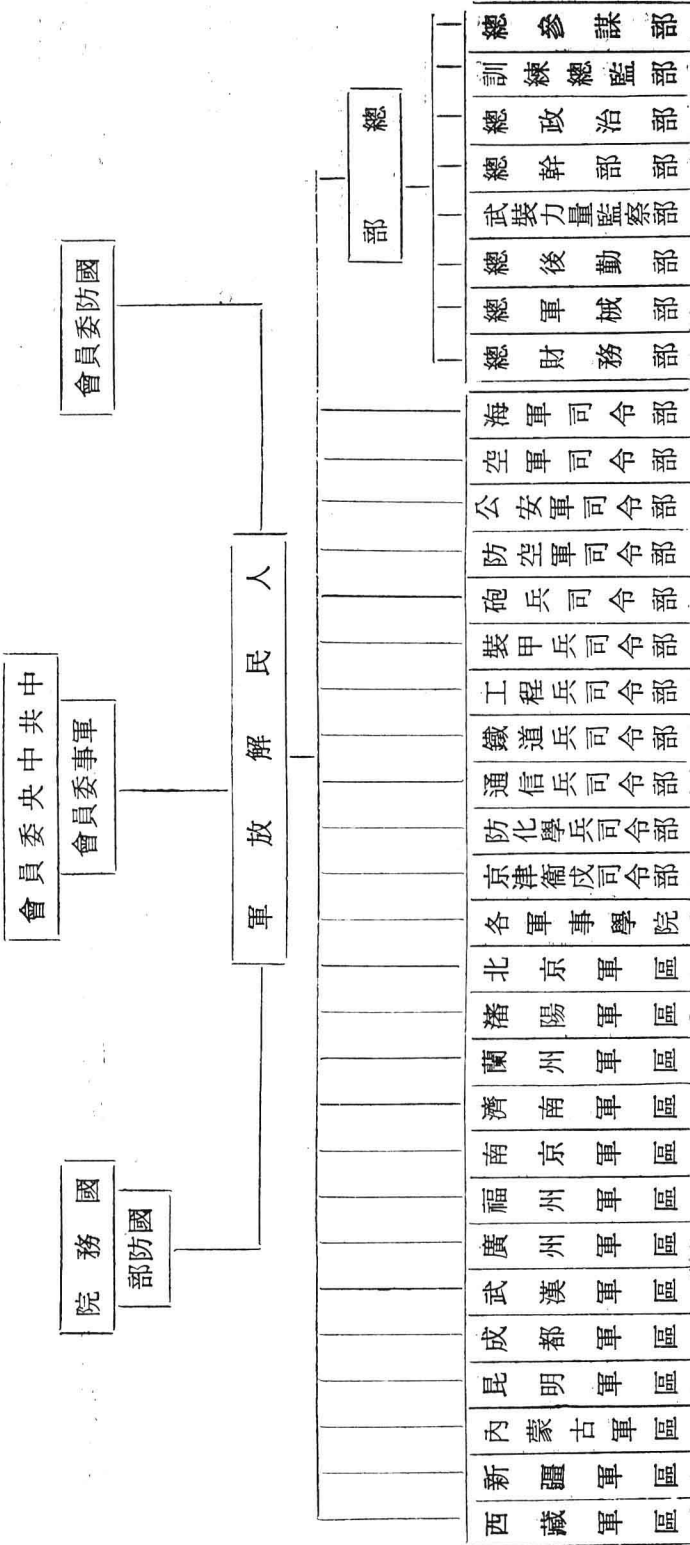 中共中央委員會
軍事委員會
國防委員會
國務院
國防部
人民解放軍
總部
總參謀部
訓練總監部
總政治部
總幹部部
武裝力量監察部
總後勤部
總軍械部
總財務部
海軍司令部
空軍司令部
公安軍司令部
防空軍司令部
砲兵司令部
裝甲兵司令部
工程兵司令部
鐵道兵司令部
通信兵司令部
防化學兵司令部
京津衞戍司令部
各軍事學院
北京軍區
瀋陽軍區
蘭州軍區
濟南軍區
南京軍區
福州軍區
廣州軍區
武漢軍區
成都軍區
昆明軍區
內蒙古軍區
新疆軍區
西藏軍區